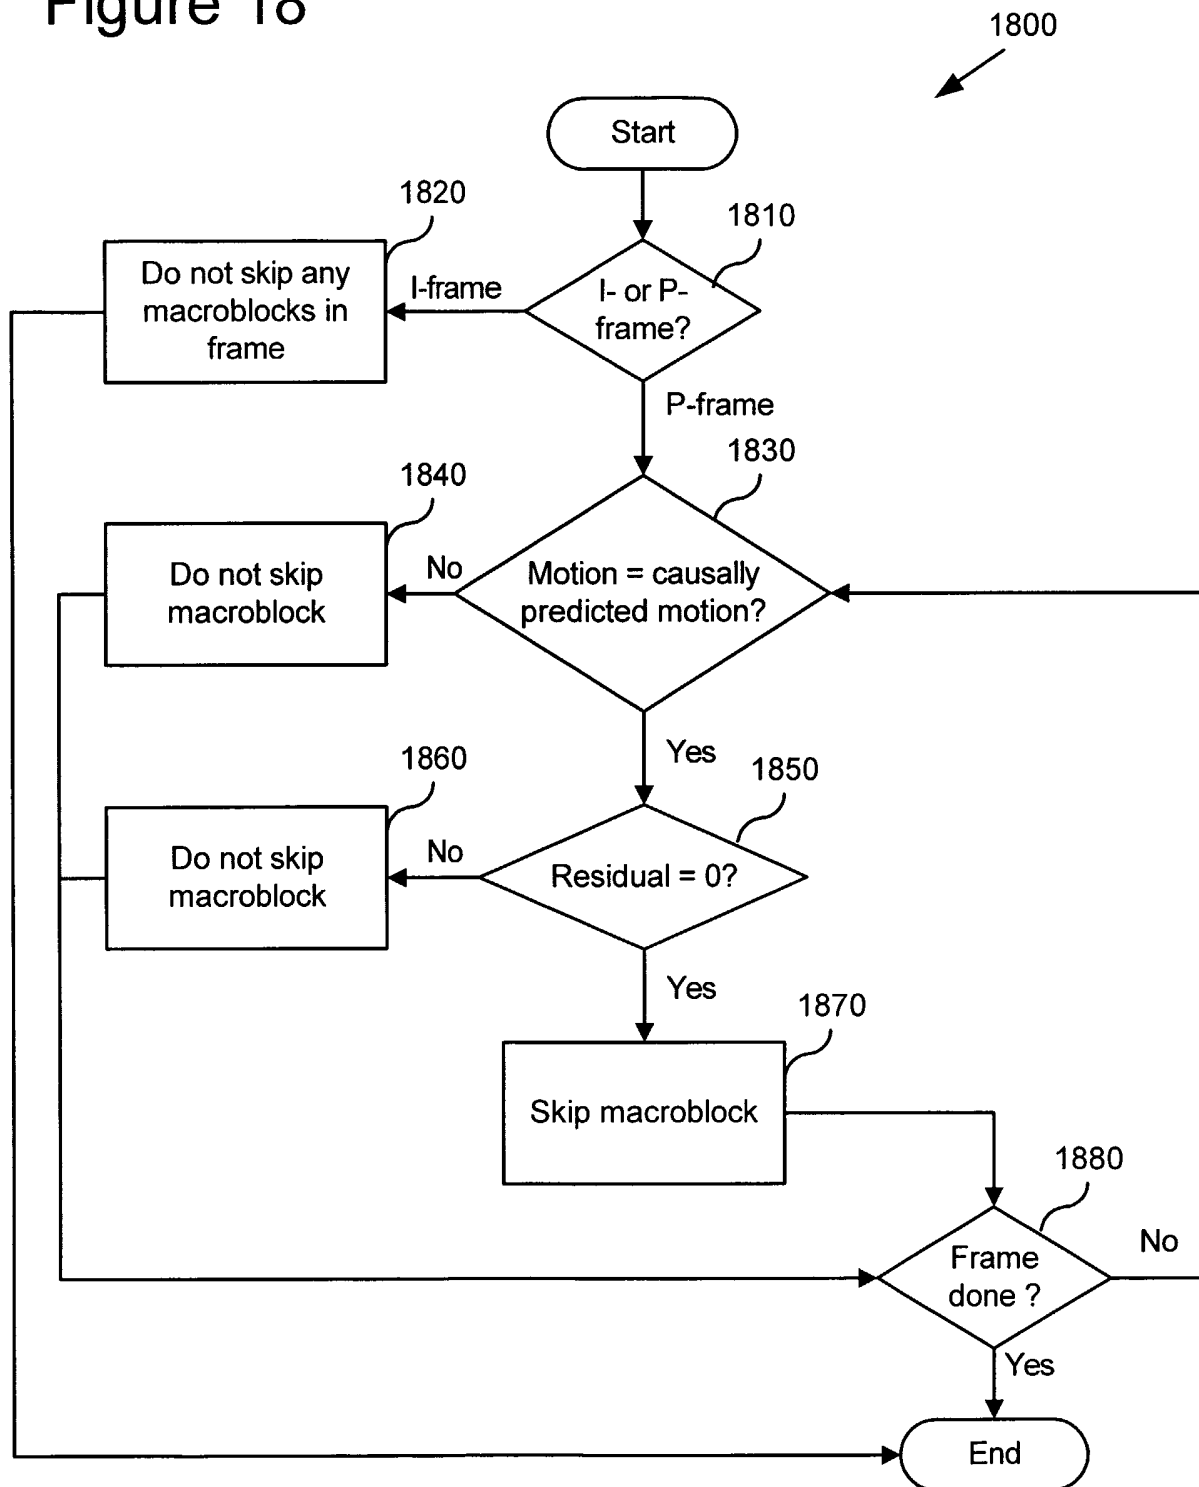 Figure 18
1800
Start
1820
1810
Do not skip any
macroblocks in
frame
I-frame
I- or P-
frame?
P-frame
1830
1840
Do not skip
macroblock
No
Motion = causally
predicted motion?
Yes
1860
1850
Do not skip
macroblock
No
Residual = 0?
Yes
1870
Skip macroblock
1880
Frame
done ?
No
Yes
End